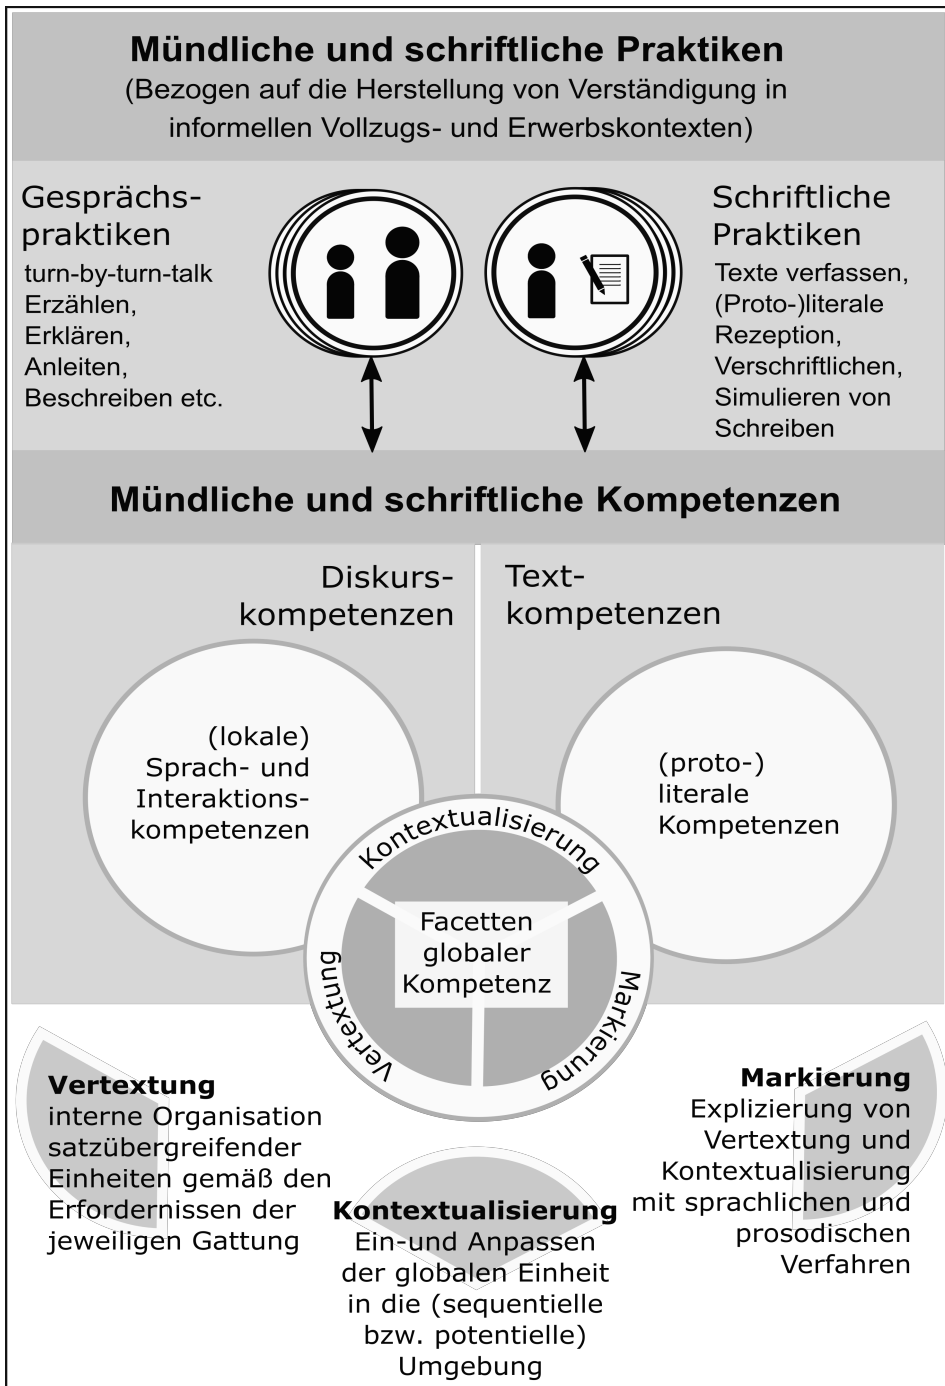 Mündliche und schriftliche Praktiken
(Bezogen auf die Herstellung von Verständigung in
informellen Vollzugs- und Erwerbskontexten)
Gesprächs-
praktiken
turn-by-turn-talk
Erzählen,
Erklären,
Anleiten,
Beschreiben etc.
Schriftliche
Praktiken
Texte verfassen,
(Proto-)literale
Rezeption,
Verschriftlichen,
Simulieren von
Schreiben
Mündliche und schriftliche Kompetenzen
Diskurs-
kompetenzen
Text-
kompetenzen
(lokale)
Sprach- und
Interaktions-
kompetenzen
(proto-)
literale
Kompetenzen
Kontextualisierung
Vertextung
Markierung
Facetten
globaler
Kompetenz
Vertextung
interne Organisation
satzübergreifender
Einheiten gemäß den
Erfordernissen der
jeweiligen Gattung
Kontextualisierung
Ein-und Anpassen
der globalen Einheit
in die (sequentielle
bzw. potentielle)
Umgebung
Markierung
Explizierung von
Vertextung und
Kontextualisierung
mit sprachlichen und
prosodischen
Verfahren